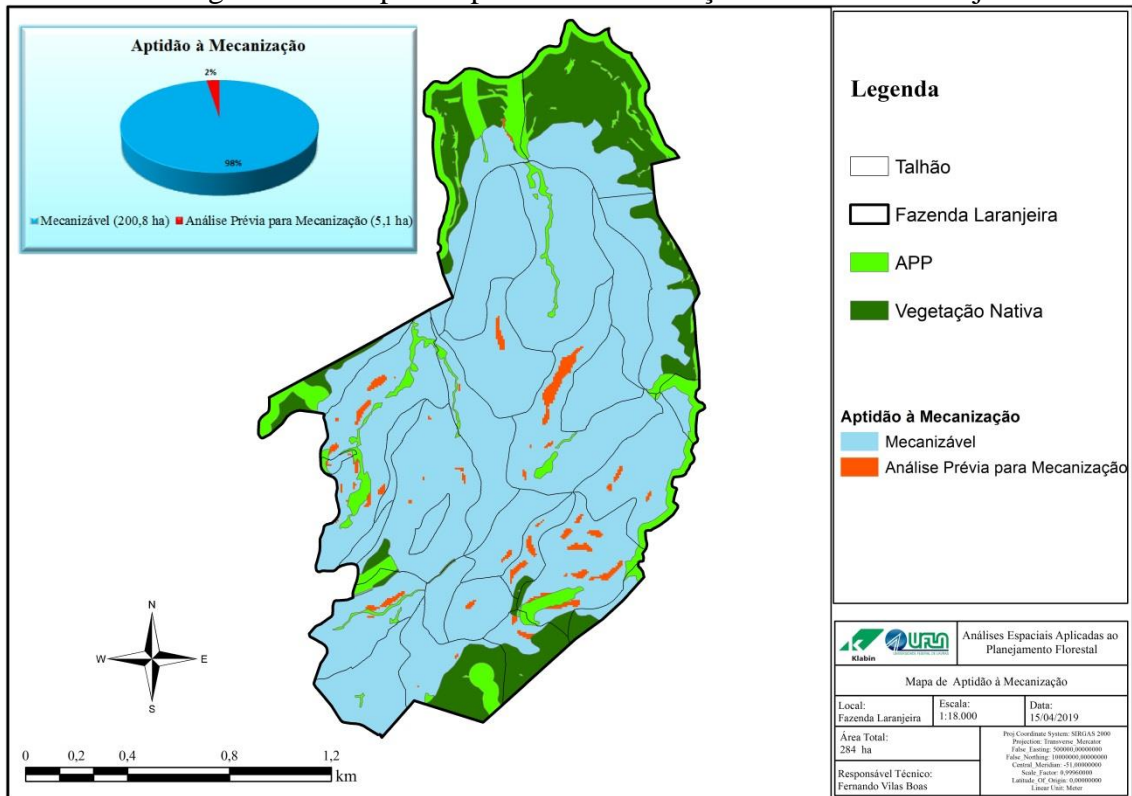 Aptidão à Mecanização
2%
98%
Mecanizável (200,8 ha) Análise Prévia para Mecanização (5,1 ha)
N
W E
S
0 0,2 0,4 0,8 1,2
km
Legenda
Talhão
Fazenda Laranjeira
APP
Vegetação Nativa
Aptidão à Mecanização
Mecanizável
Análise Prévia para Mecanização
Klabin
UFLA
Análises Espaciais Aplicadas ao
Planejamento Florestal
Mapa de Aptidão à Mecanização
Local:
Fazenda Laranjeira
Escala:
1:18.000
Data:
15/04/2019
Área Total:
284 ha
Responsável Técnico:
Fernando Vilas Boas
Proj Coordinate System: SIRGAS 2000
Projection: Transverse_Mercator
False_Easting: 500000,00000000
False_Northing: 10000000,00000000
Central_Meridian: -51,00000000
Scale_Factor: 0,99960000
Latitude_Of_Origin: 0,00000000
Linear Unit: Meter